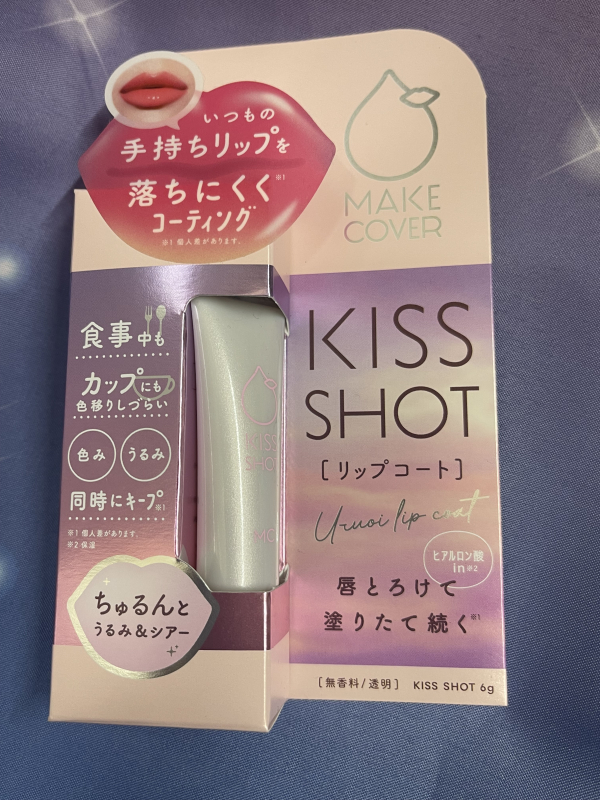 いつもの
手持ちリップを
落ちにくく※1
コーティング
※1 個人差があります。
MAKE
COVER
食事中も
カップにも
色移りしづらい
色み うるみ
同時にキープ※1
※1 個人差があります。
※2 保湿
ちゅるんと
うるみ&シアー
KISS
SHO
MC
KISS
SHOT
[リップコート]
Uruoi lip coat
ヒアルロン酸
in※2
唇とろけて
塗りたて続く※1
[無香料/透明] KISS SHOT 6g